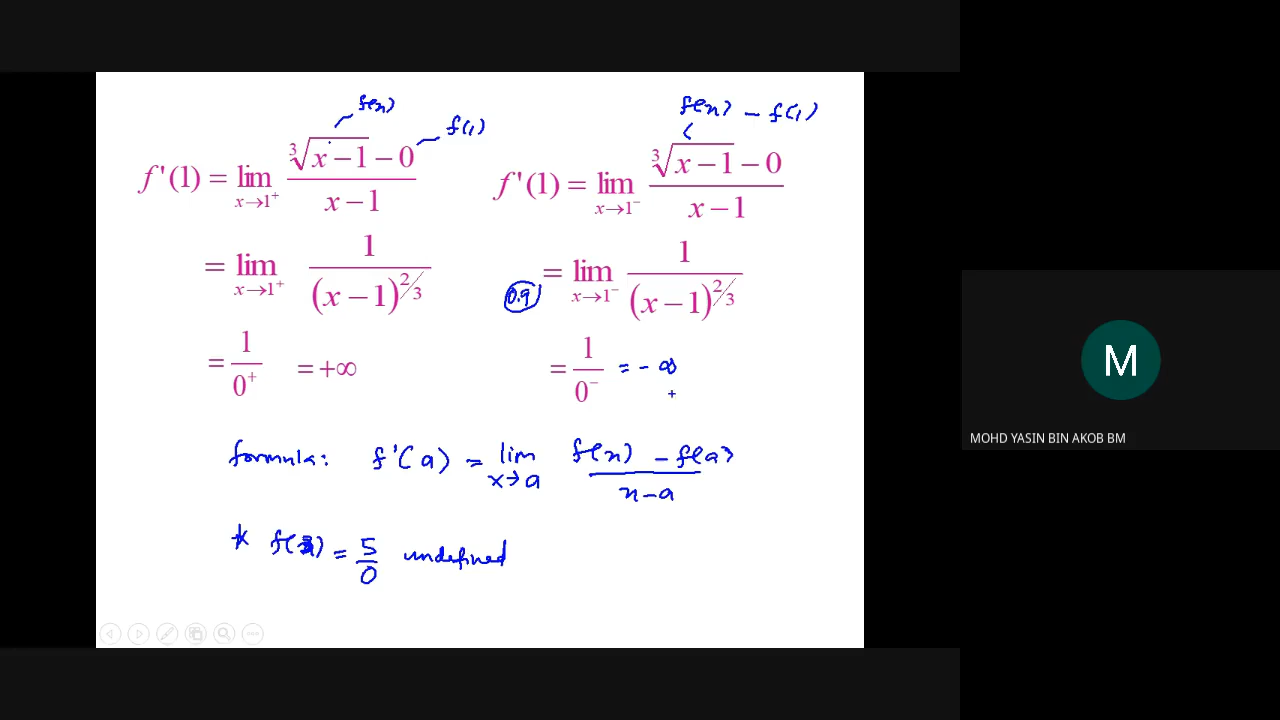 f(x)
f(1)
f'(1) = lim x→1⁺ (∛(x−1) − 0)/(x − 1)
= lim x→1⁺ 1/(x − 1)^(2/3)
= 1/0⁺ = +∞
f(x) − f(1)
f'(1) = lim x→1⁻ (∛(x−1) − 0)/(x − 1)
0.9
= lim x→1⁻ 1/(x − 1)^(2/3)
= 1/0⁻ = - ∞
+
formula: f'(a) = lim x→a (f(x) − f(a))/(x−a)
* = 5/0 undefined
M
MOHD YASIN BIN AKOB BM